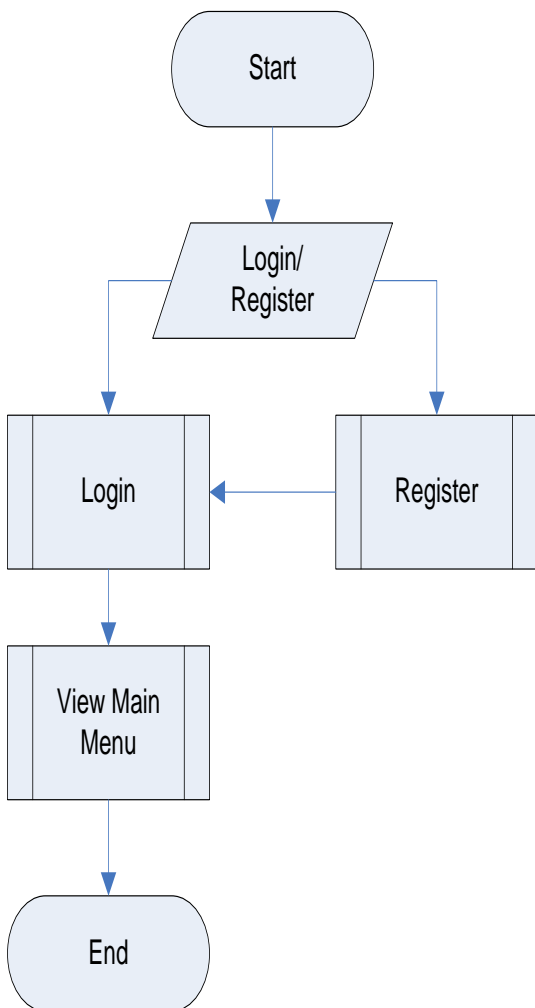 Start
Login/
Register
Login
Register
View Main
Menu
End